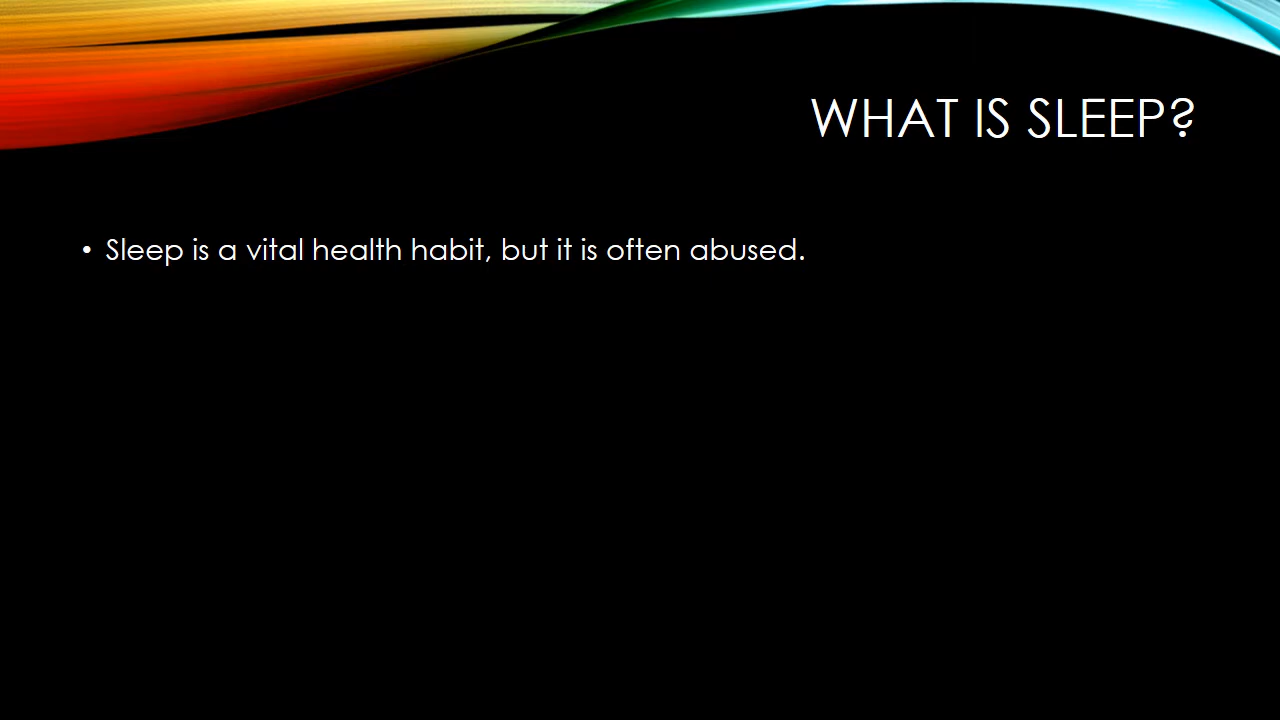 WHAT IS SLEEP?
• Sleep is a vital health habit, but it is often abused.